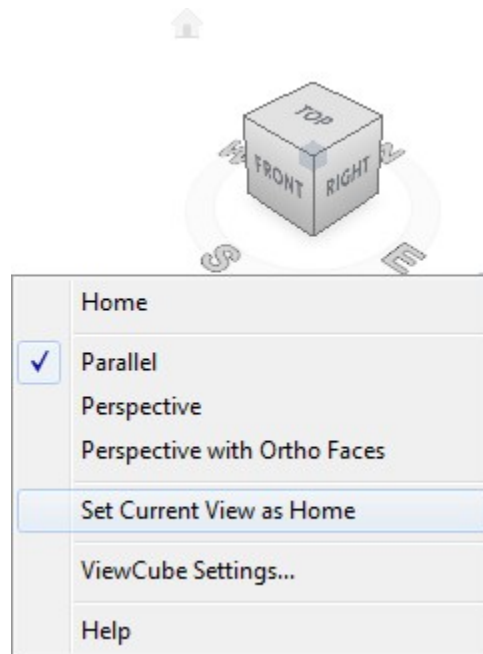 TOP
W
N
FRONT
RIGHT
S
E
Home
Parallel
Perspective
Perspective with Ortho Faces
Set Current View as Home
ViewCube Settings...
Help